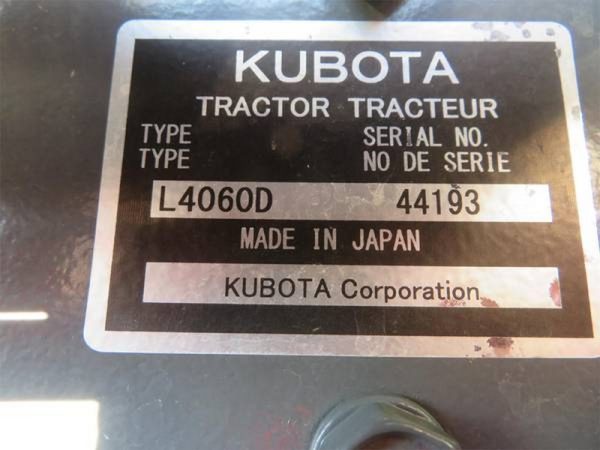 KUBOTA
TRACTOR TRACTEUR
TYPE SERIAL NO.
TYPE NO DE SERIE
L4060D 44193
MADE IN JAPAN
KUBOTA Corporation